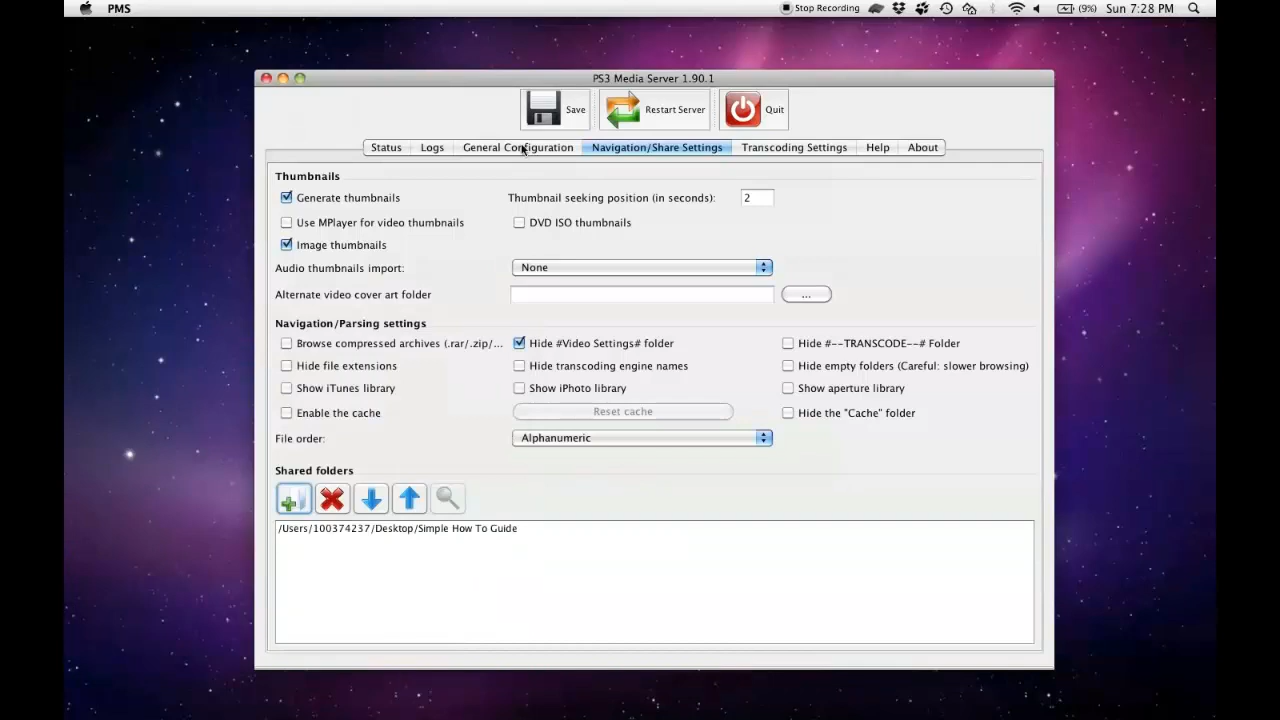 PMS Stop Recording (9%) Sun 7:28 PM
PS3 Media Server 1.90.1
Save Restart Server Quit
Status Logs General Configuration Navigation/Share Settings Transcoding Settings Help About
Thumbnails
Generate thumbnails Thumbnail seeking position (in seconds): 2
Use MPlayer for video thumbnails DVD ISO thumbnails
Image thumbnails
Audio thumbnails import: None
Alternate video cover art folder ...
Navigation/Parsing settings
Browse compressed archives (.rar/.zip/... Hide #Video Settings# folder Hide #--TRANSCODE--# Folder
Hide file extensions Hide transcoding engine names Hide empty folders (Careful: slower browsing)
Show iTunes library Show iPhoto library Show aperture library
Enable the cache Reset cache Hide the "Cache" folder
File order: Alphanumeric
Shared folders
/Users/100374237/Desktop/Simple How To Guide